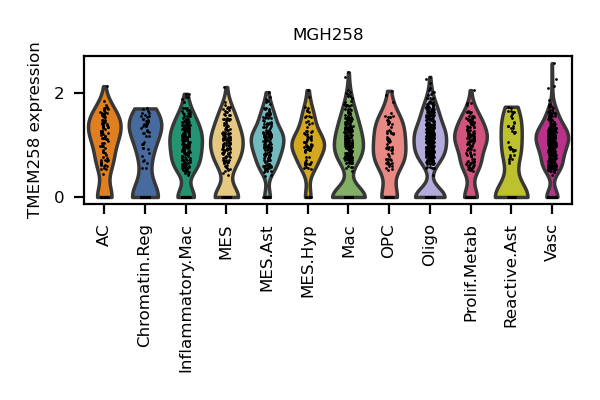 MGH258
TMEM258 expression
2
0
AC
Chromatin.Reg
Inflammatory.Mac
MES
MES.Ast
MES.Hyp
Mac
OPC
Oligo
Prolif.Metab
Reactive.Ast
Vasc